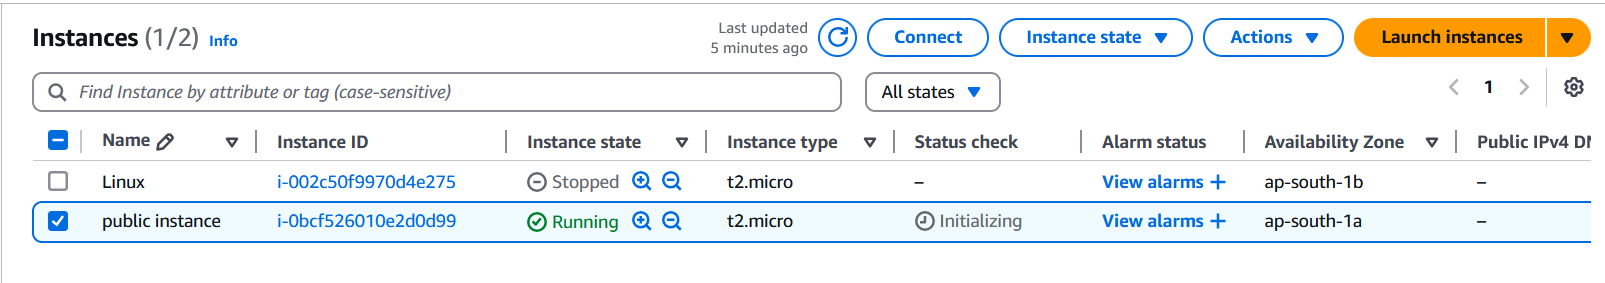 Instances (1/2) Info
Last updated
5 minutes ago
Connect
Instance state
Actions
Launch instances
Find Instance by attribute or tag (case-sensitive)
All states
1
Name Instance ID Instance state Instance type Status check Alarm status Availability Zone Public IPv4
Linux i-002c50f9970d4e275 Stopped t2.micro – View alarms + ap-south-1b –
public instance i-0bcf526010e2d0d99 Running t2.micro Initializing View alarms + ap-south-1a –